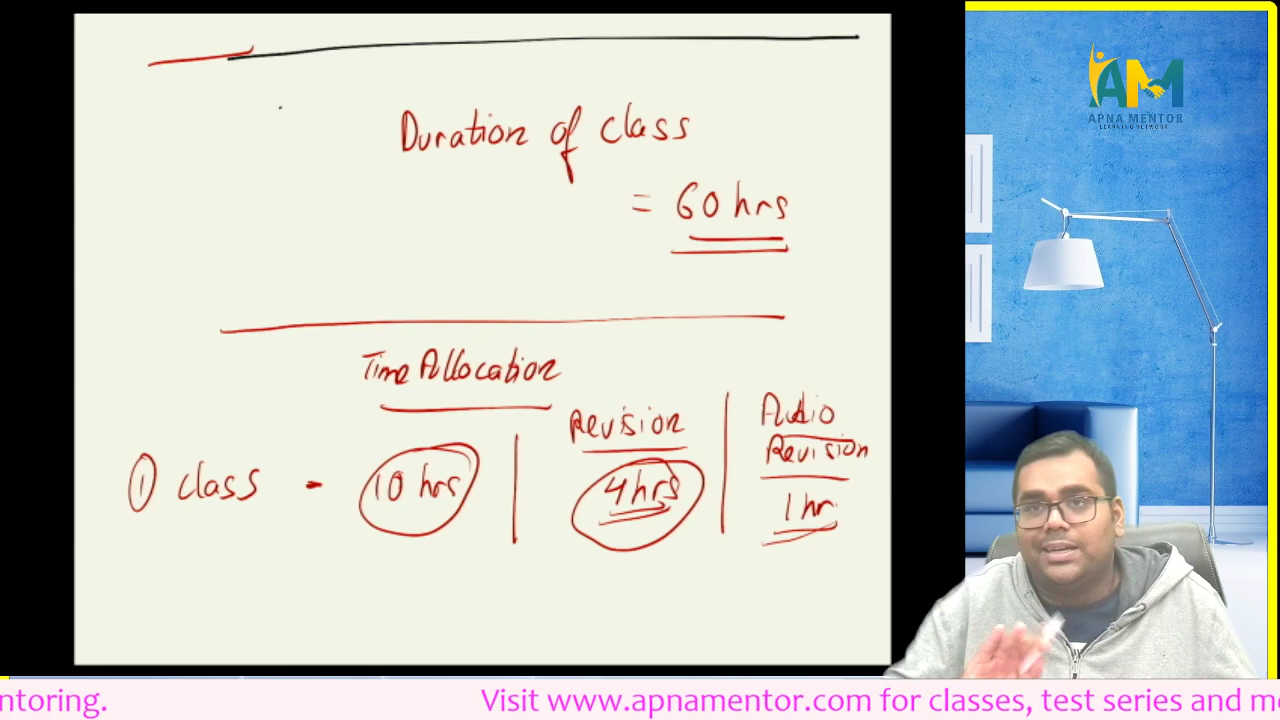 AM
APNA MENTOR
LEARNING NETWORK
Duration of class
= 60 hrs
Time Allocation
① class - 10 hrs
Revision
4 hrs
Audio
Revision
1 hr
ntoring. Visit www.apnamentor.com for classes, test series and m